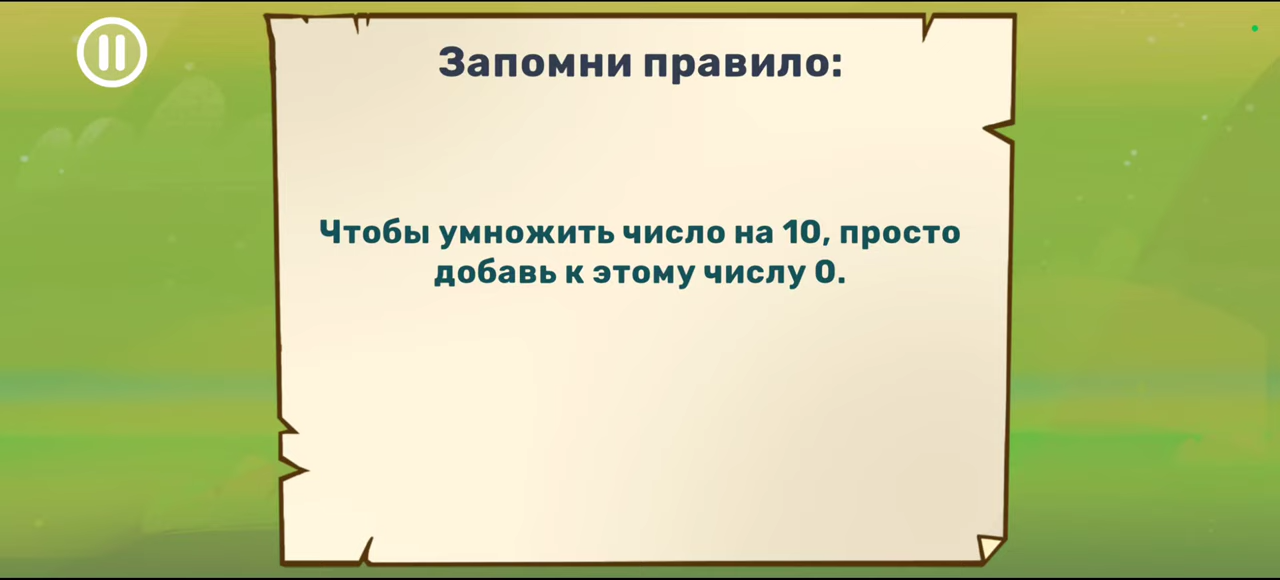 Запомни правило:
Чтобы умножить число на 10, просто
добавь к этому числу 0.